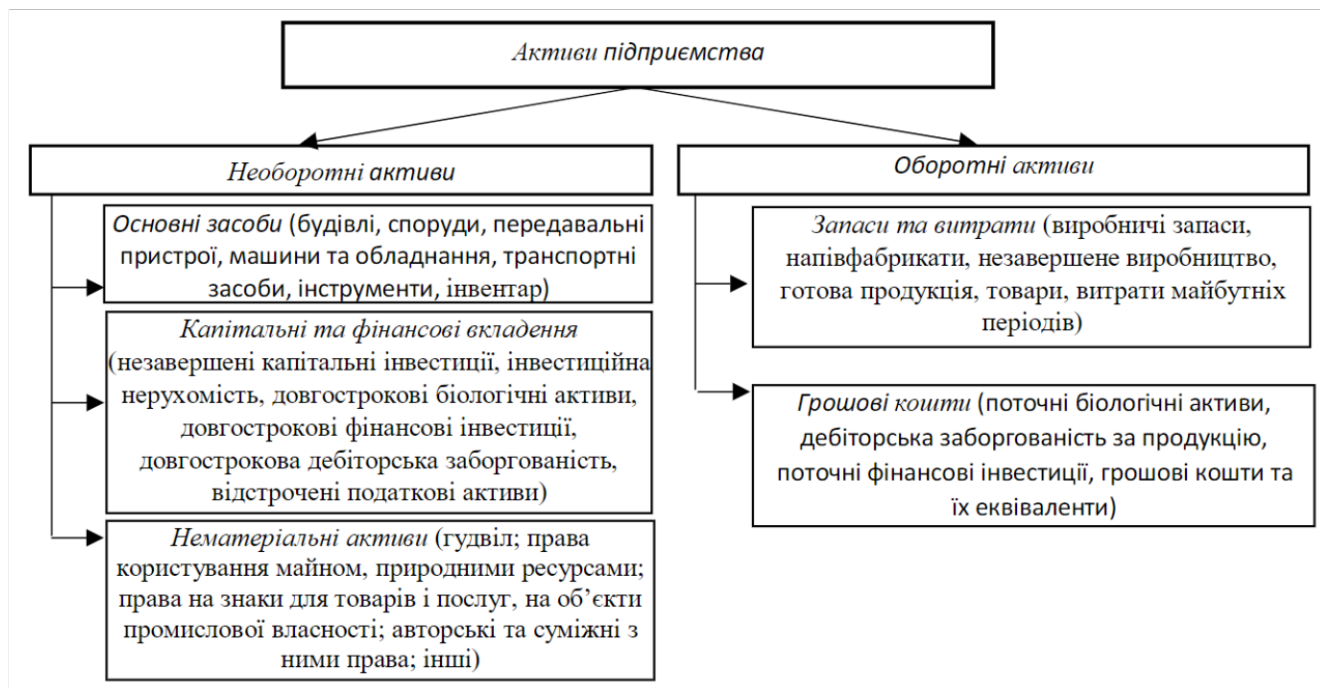 Активи підприємства
Необоротні активи
Основні засоби (будівлі, споруди, передавальні
пристрої, машини та обладнання, транспортні
засоби, інструменти, інвентар)
Капітальні та фінансові вкладення
(незавершені капітальні інвестиції, інвестиційна
нерухомість, довгострокові біологічні активи,
довгострокові фінансові інвестиції,
довгострокова дебіторська заборгованість,
відстрочені податкові активи)
Нематеріальні активи (гудвіл; права
користування майном, природними ресурсами;
права на знаки для товарів і послуг, на об’єкти
промислової власності; авторські та суміжні з
ними права; інші)
Оборотні активи
Запаси та витрати (виробничі запаси,
напівфабрикати, незавершене виробництво,
готова продукція, товари, витрати майбутніх
періодів)
Грошові кошти (поточні біологічні активи,
дебіторська заборгованість за продукцію,
поточні фінансові інвестиції, грошові кошти та
їх еквіваленти)